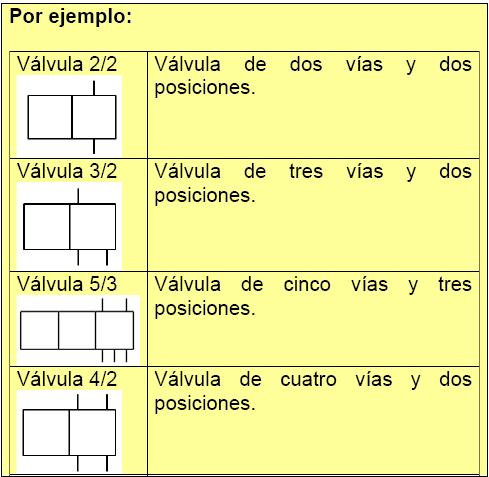 Por ejemplo:
Válvula 2/2
Válvula de dos vías y dos
posiciones.
Válvula 3/2
Válvula de tres vías y dos
posiciones.
Válvula 5/3
Válvula de cinco vías y tres
posiciones.
Válvula 4/2
Válvula de cuatro vías y dos
posiciones.